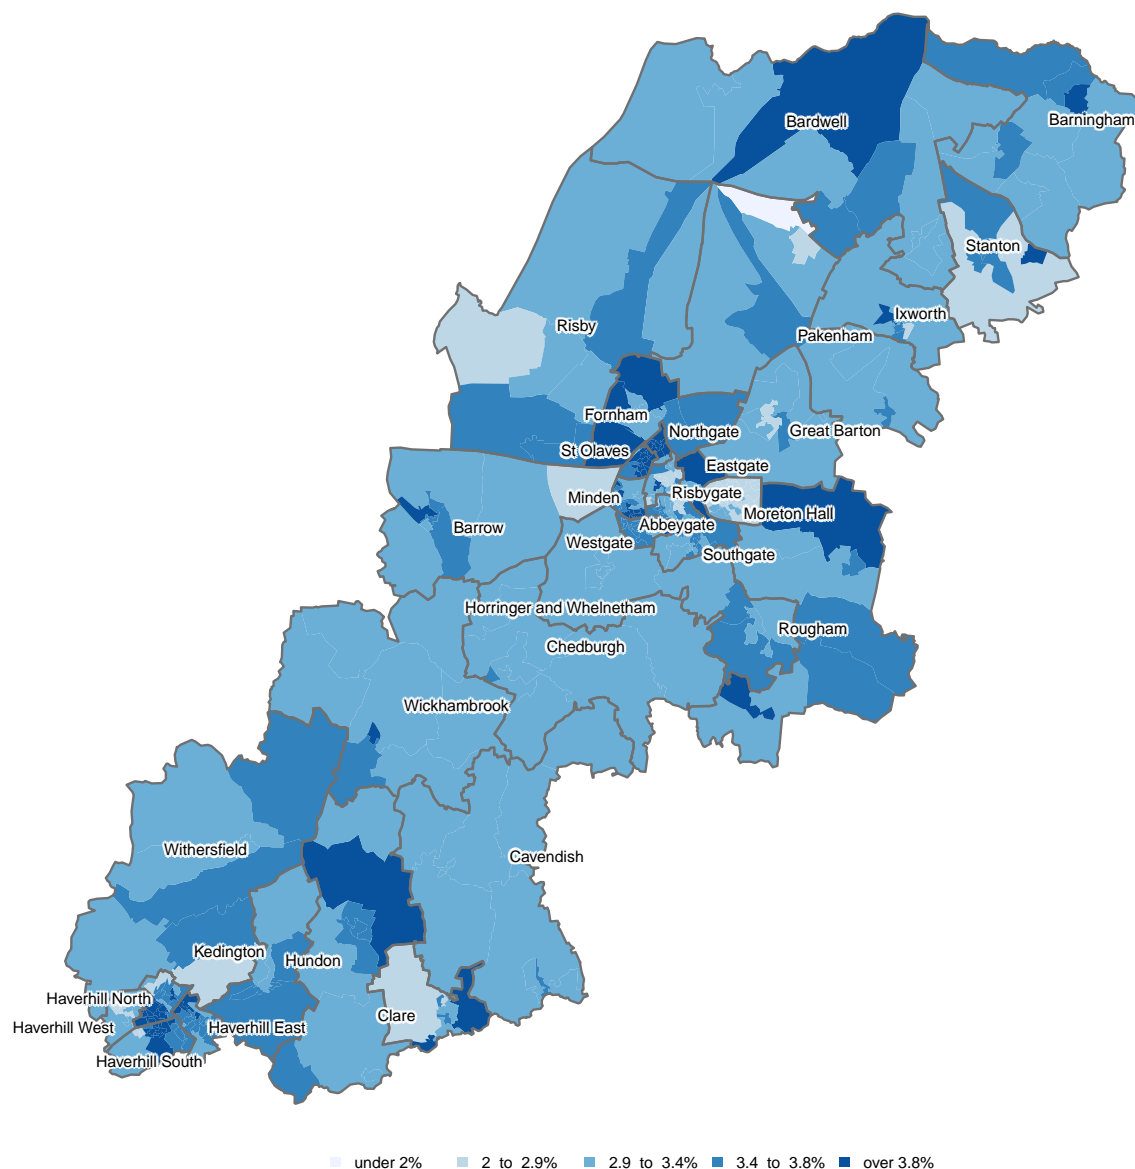 Bardwell
Barningham
Stanton
Ixworth
Risby
Pakenham
Fornham
Northgate
Great Barton
St Olaves
Eastgate
Minden
Risbygate
Moreton Hall
Barrow
Abbeygate
Westgate
Southgate
Horringer and Whelnetham
Rougham
Chedburgh
Wickhambrook
Withersfield
Cavendish
Kedington
Hundon
Haverhill North
Clare
Haverhill West
Haverhill East
Haverhill South
under 2% 2 to 2.9% 2.9 to 3.4% 3.4 to 3.8% over 3.8%